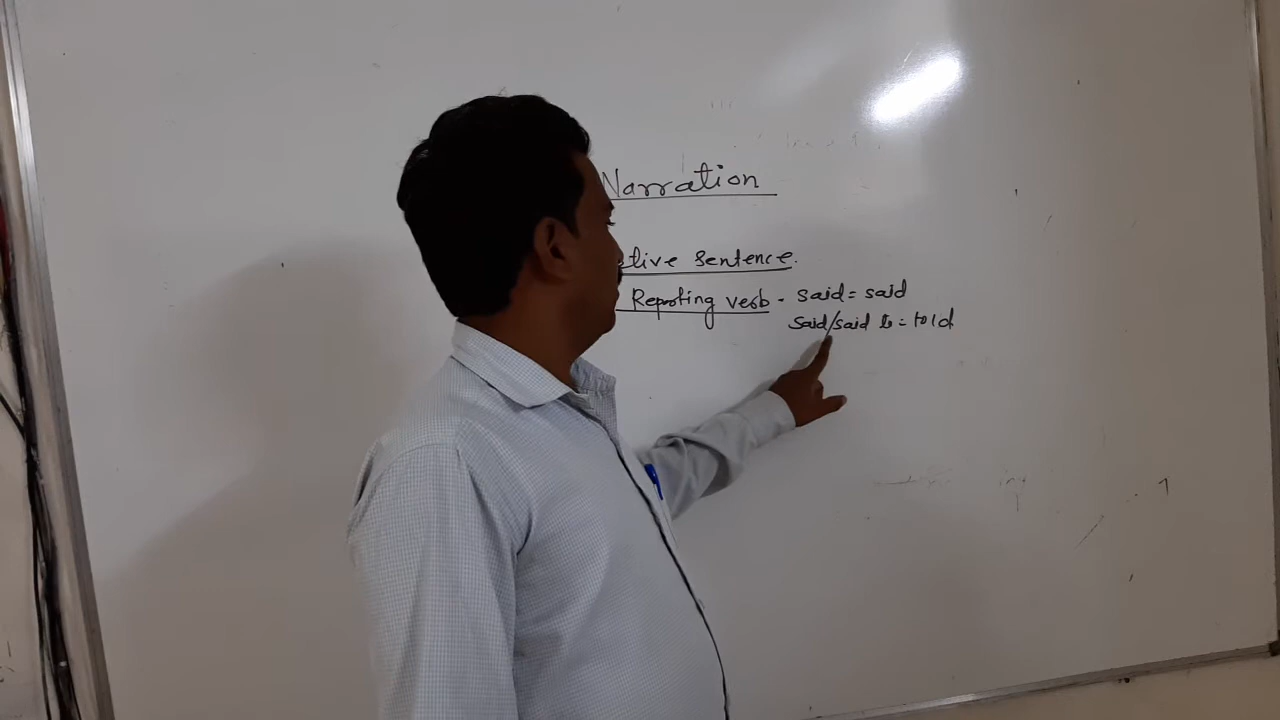 Narration
tive sentence.
Reporting verb - said = said
said/said to = told